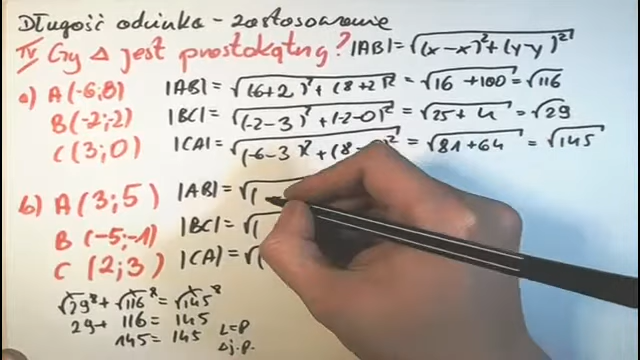 Długość odcinka - zastosowanie
IV Czy △ jest prostokątny? |AB|=√(x-x)²+(y-y)²
a) A(-6;8) |AB|=√(6+2)²+(8+2)² = √16+100 = √116
B(-2;-2) |BC|=√(-2-3)²+(-2-0)² = √25+4 = √29
C(3;0) |CA|=√(-6-3)²+(8-)² = √81+64 = √145
b) A(3;5) |AB|=√(
B(-5;-1) |BC|=√(
C(2;3) |CA|=√(
√29² + √116² = √145²
29+ 116= 145
145= 145 L=P
△j.p.